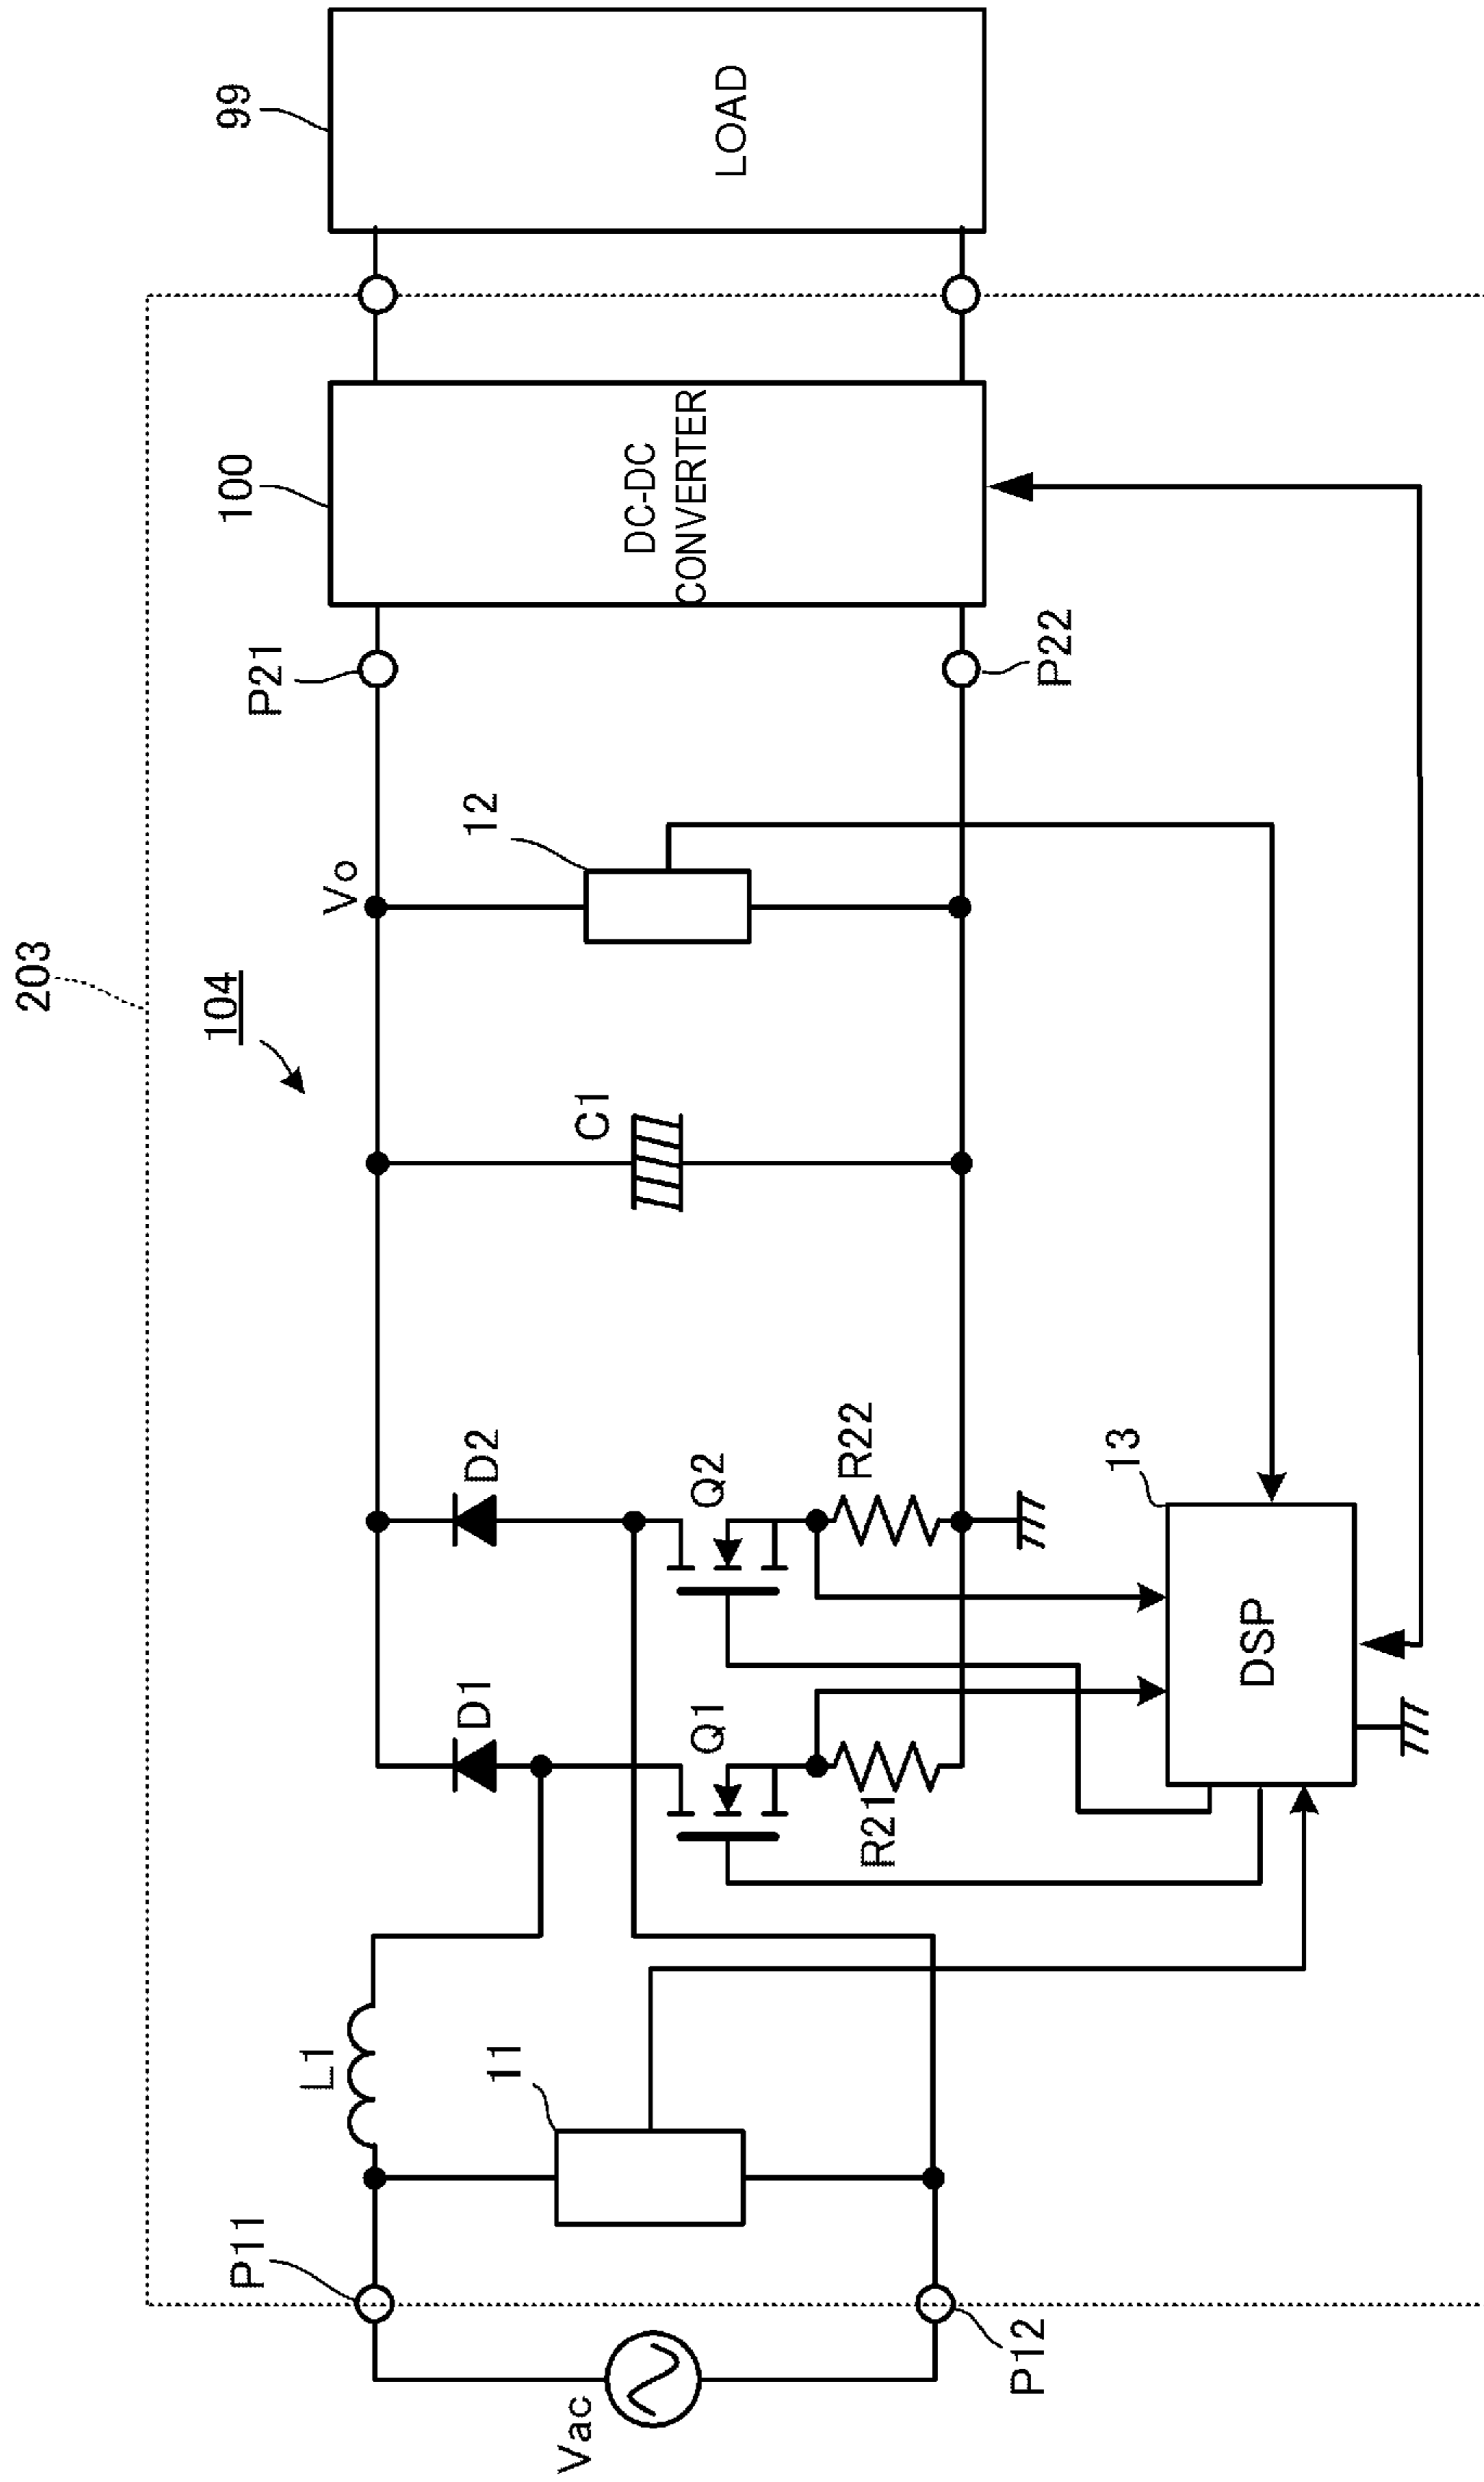 203
104
P11
L1
11
Vac
P12
D1
D2
Q1
Q2
R21
R22
C1
Vo
12
P21
P22
100
DC-DC
CONVERTER
99
LOAD
13
DSP